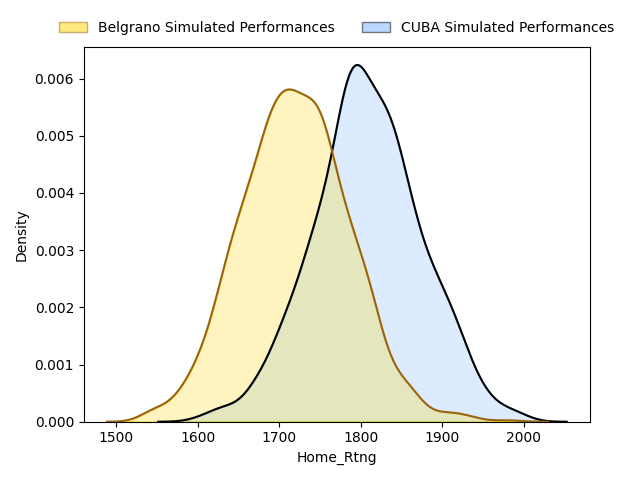 Belgrano Simulated Performances CUBA Simulated Performances
0.006
0.005
0.004
0.003
0.002
0.001
0.000
Density
1500 1600 1700 1800 1900 2000
Home_Rtng